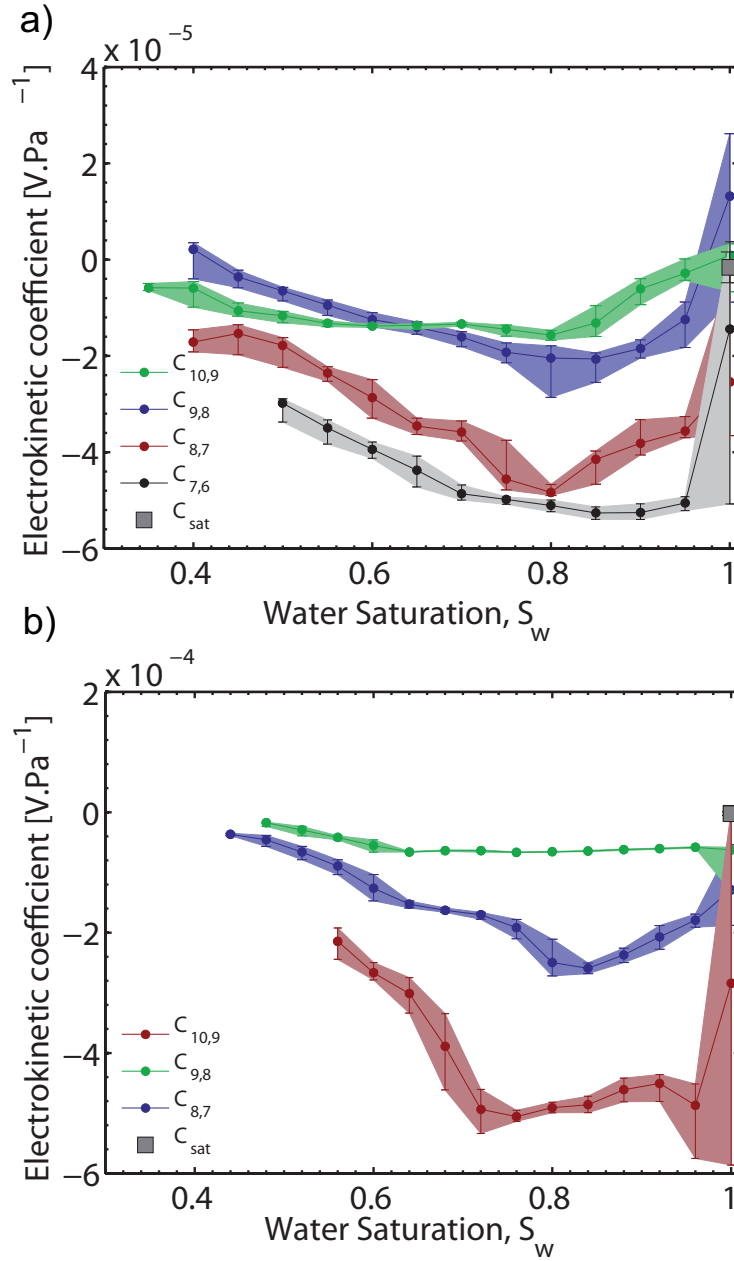 a)
x 10 −5
Electrokinetic coefficient [V.Pa −1]
4
2
0
−2
−4
−6
C 10,9
C 9,8
C 8,7
C 7,6
C sat
0.4 0.6 0.8 1
Water Saturation, S w
b)
x 10 −4
Electrokinetic coefficient [V.Pa−1]
2
0
−2
−4
−6
C 10,9
C 9,8
C 8,7
C sat
0.4 0.6 0.8 1
Water Saturation, S w